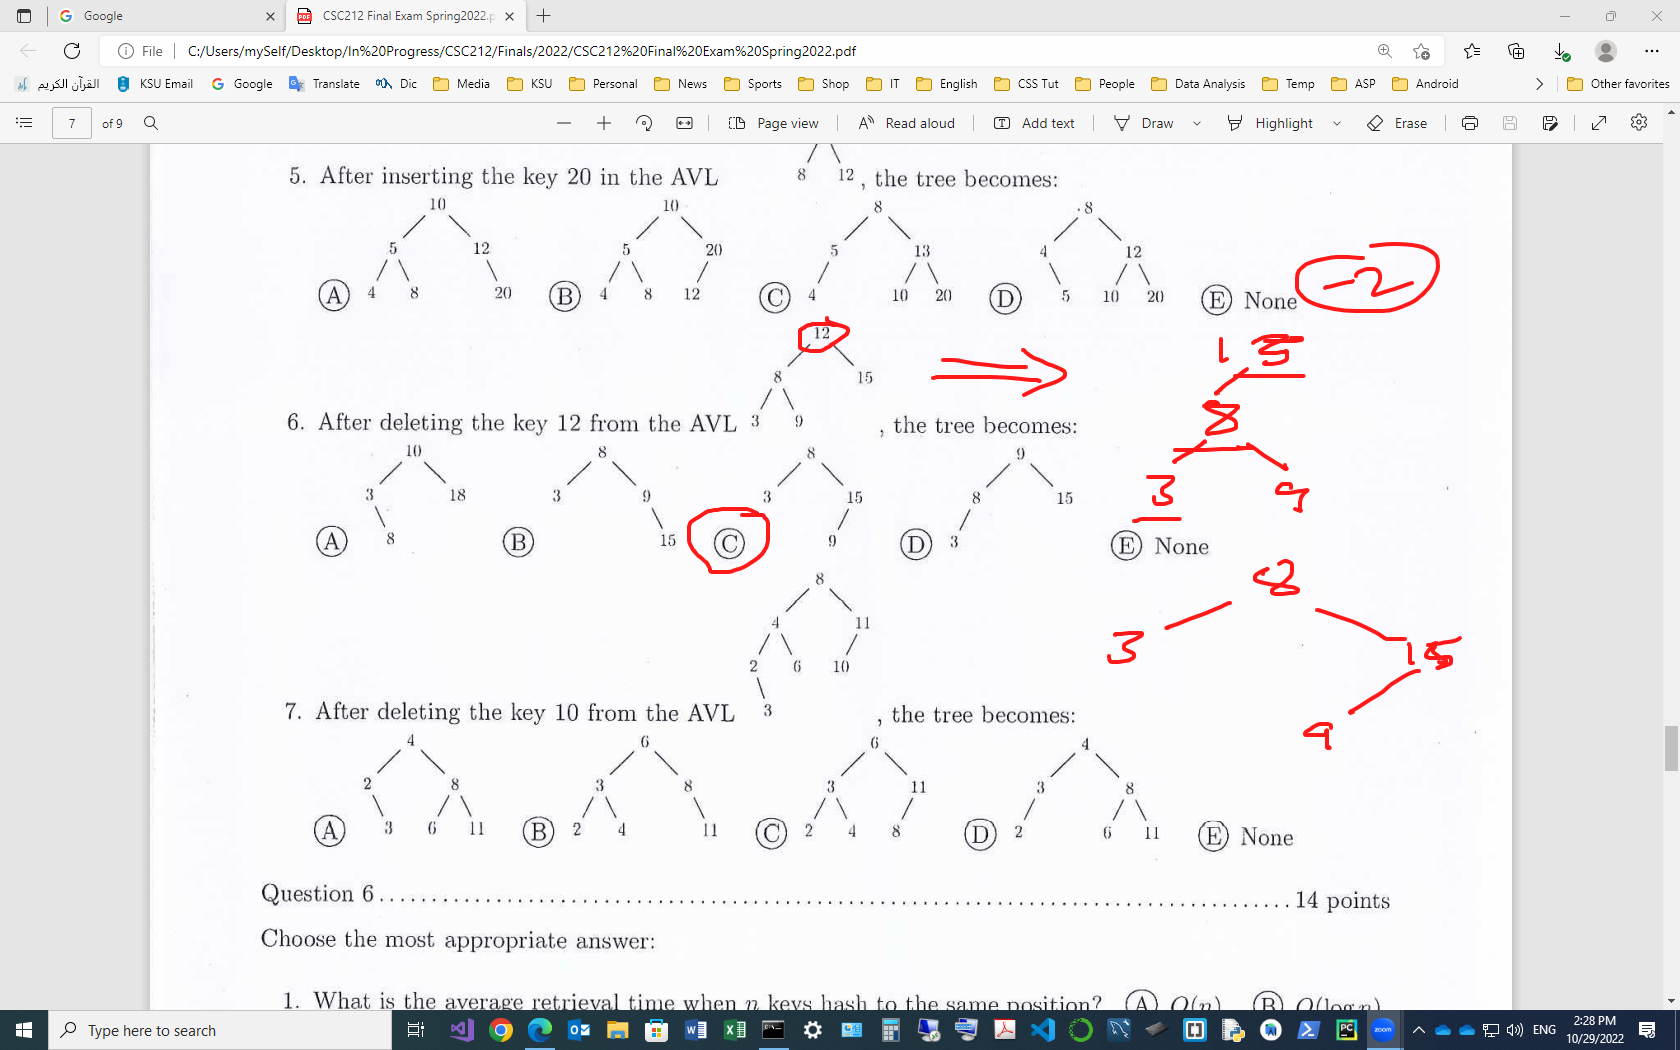 Google
CSC212 Final Exam Spring2022.p
File
C:/Users/mySelf/Desktop/In%20Progress/CSC212/Finals/2022/CSC212%20Final%20Exam%20Spring2022.pdf
القرآن الكريم KSU Email Google Translate Dic Media KSU Personal News Sports Shop IT English CSS Tut People Data Analysis Temp ASP Android Other favorites
7 of 9 Page view Read aloud Add text Draw Highlight Erase
8 12
5. After inserting the key 20 in the AVL , the tree becomes:
10 10 8 8
5 12 5 20 5 13 4 12
A 4 8 20 B 4 8 12 C 4 10 20 D 5 10 20 E None -2
12
8 15
15
8
3 9
3 9
6. After deleting the key 12 from the AVL , the tree becomes:
10 8 8 9
3 18 3 9 3 15 8 15
A 8 B 15 C 9 D 3 E None
8
3 15
9
8
4 11
2 6 10
3
7. After deleting the key 10 from the AVL , the tree becomes:
4 6 6 4
2 8 3 8 3 11 3 8
A 3 6 11 B 2 4 11 C 2 4 8 D 2 6 11 E None
Question 6 14 points
Choose the most appropriate answer:
1. What is the average retrieval time when n keys hash to the same position? A O(n) B O(log n)
Type here to search
zoom
ENG
2:28 PM
10/29/2022